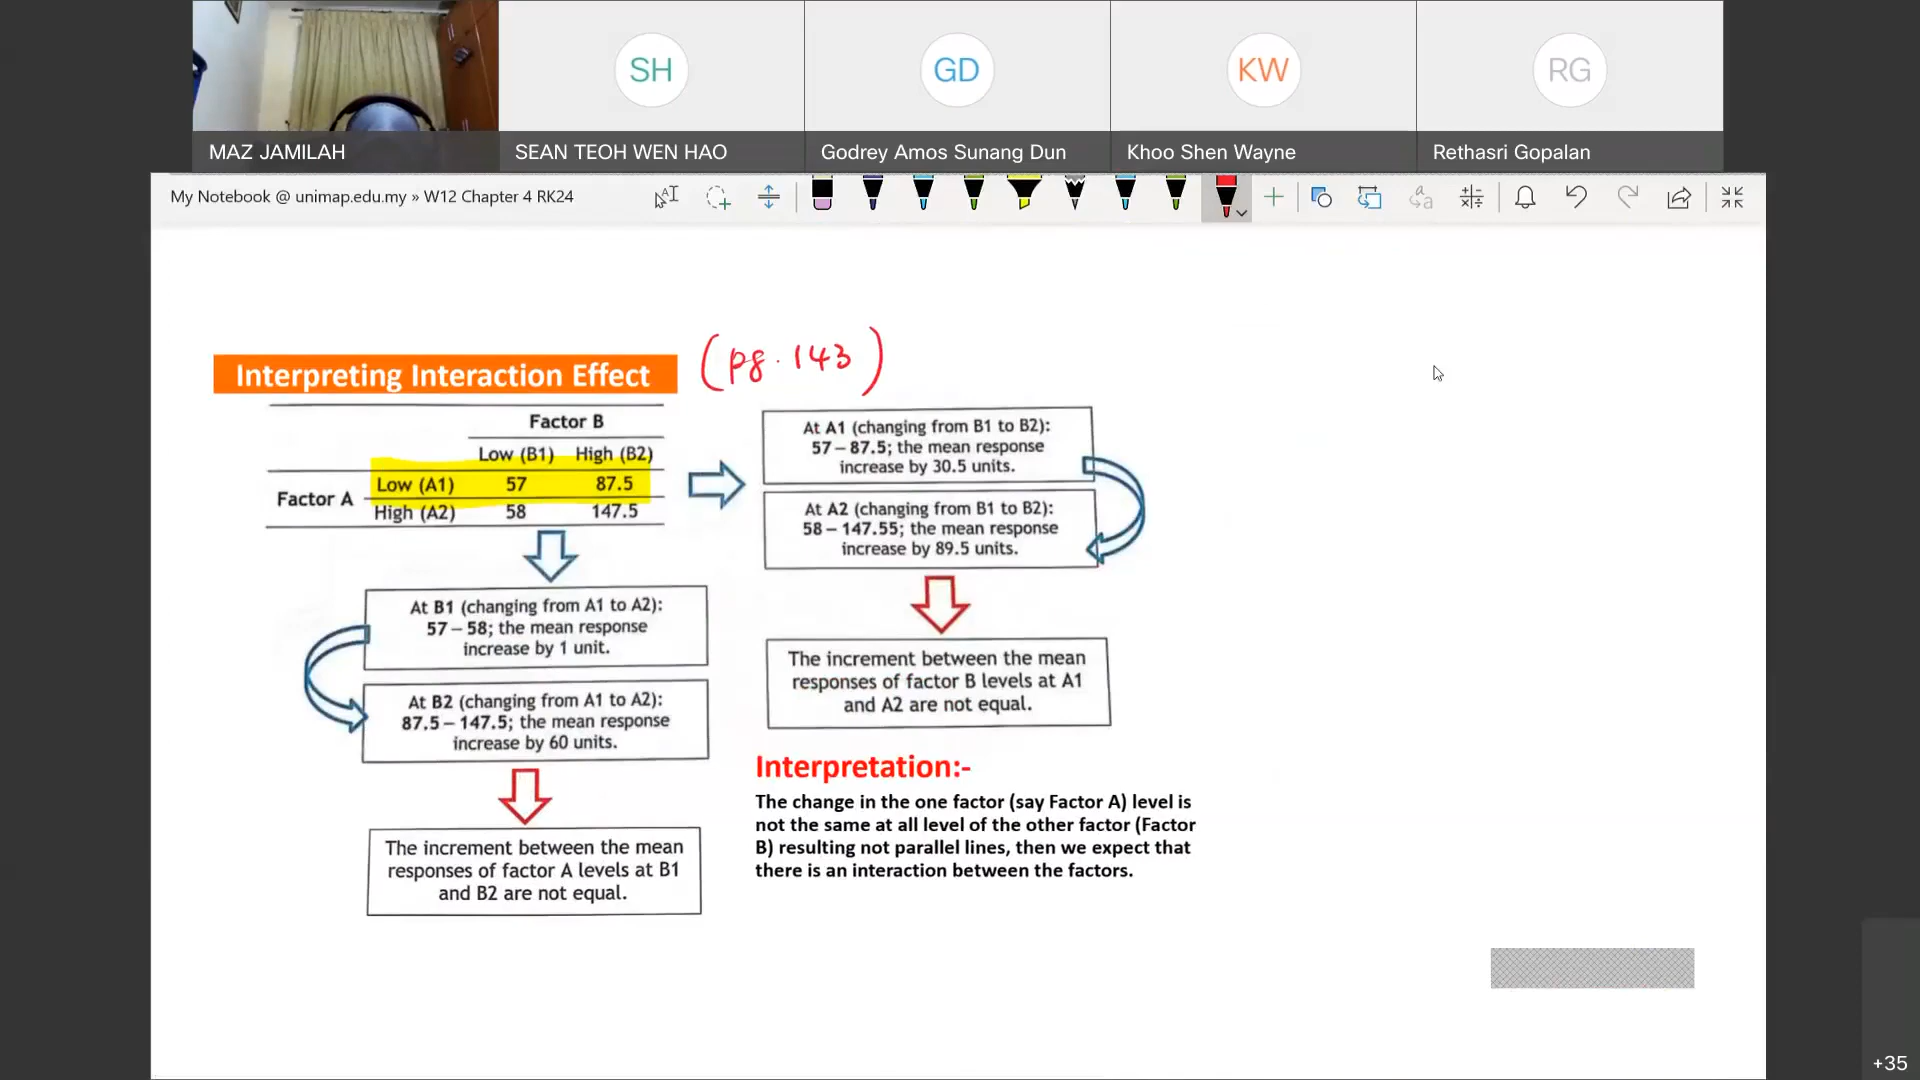 SH
GD
KW
RG
MAZ JAMILAH
SEAN TEOH WEN HAO
Godrey Amos Sunang Dun
Khoo Shen Wayne
Rethasri Gopalan
My Notebook @ unimap.edu.my » W12 Chapter 4 RK24
Interpreting Interaction Effect
(pg. 143)
Factor B
Low (B1) High (B2)
Factor A
Low (A1) 57 87.5
High (A2) 58 147.5
At A1 (changing from B1 to B2):
57 – 87.5; the mean response
increase by 30.5 units.
At A2 (changing from B1 to B2):
58 – 147.55; the mean response
increase by 89.5 units.
The increment between the mean
responses of factor B levels at A1
and A2 are not equal.
At B1 (changing from A1 to A2):
57 – 58; the mean response
increase by 1 unit.
At B2 (changing from A1 to A2):
87.5 – 147.5; the mean response
increase by 60 units.
The increment between the mean
responses of factor A levels at B1
and B2 are not equal.
Interpretation:-
The change in the one factor (say Factor A) level is
not the same at all level of the other factor (Factor
B) resulting not parallel lines, then we expect that
there is an interaction between the factors.
+35